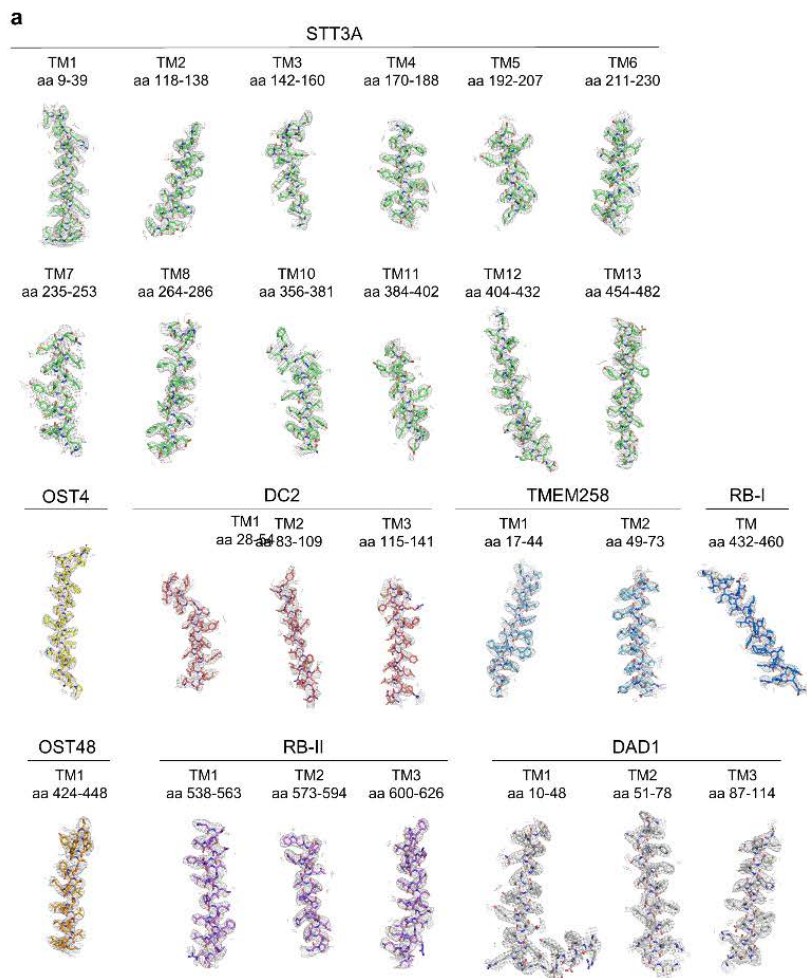 a
STT3A
TM1 TM2 TM3 TM4 TM5 TM6
aa 9-39 aa 118-138 aa 142-160 aa 170-188 aa 192-207 aa 211-230
TM7 TM8 TM10 TM11 TM12 TM13
aa 235-253 aa 264-286 aa 356-381 aa 384-402 aa 404-432 aa 454-482
OST4 DC2 TMEM258 RB-I
TM1 TM2 TM3 TM1 TM2 TM
aa 28-54 aa 83-109 aa 115-141 aa 17-44 aa 49-73 aa 432-460
OST48 RB-II DAD1
TM1 TM1 TM2 TM3 TM1 TM2 TM3
aa 424-448 aa 538-563 aa 573-594 aa 600-626 aa 10-48 aa 51-78 aa 87-114